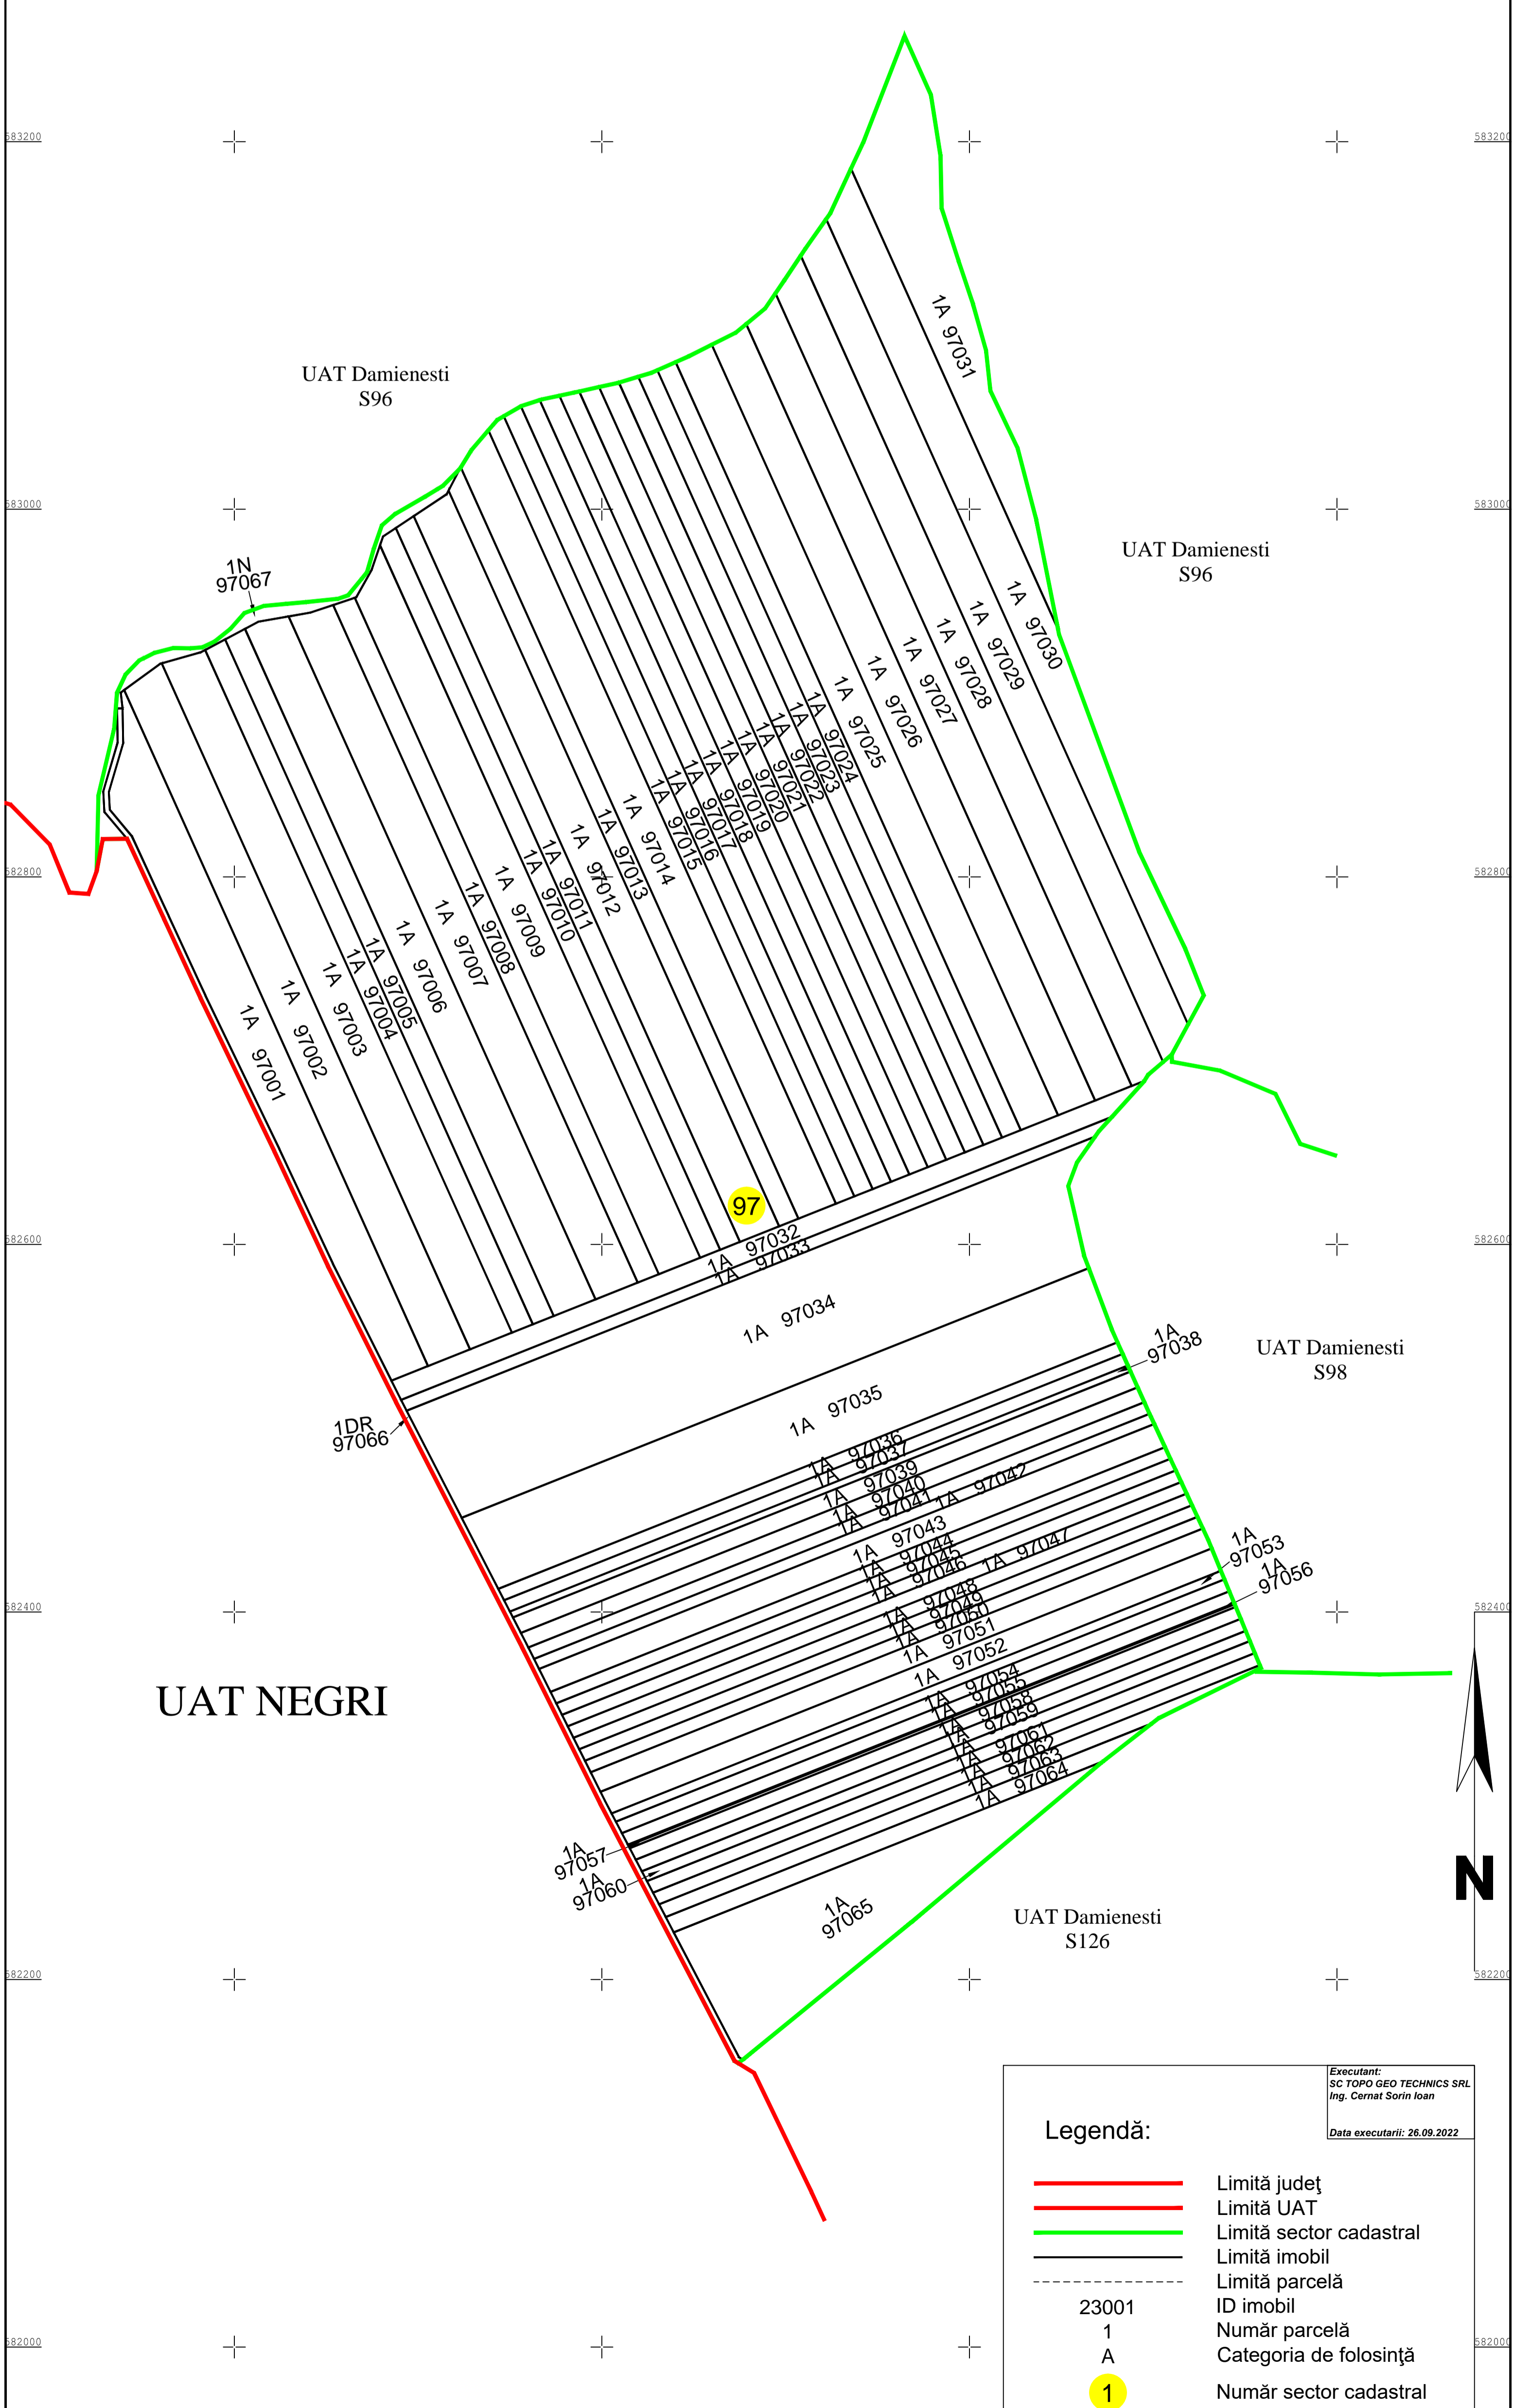 583200
583200
1A 97031
UAT Damienesti
S96
583000
583000
UAT Damienesti
S96
1N
97067
1A 97030
1A 97029
1A 97028
1A 97027
1A 97026
1A 97025
1A 97024
1A 97023
1A 97022
1A 97021
1A 97020
1A 97019
1A 97018
1A 97017
1A 97016
1A 97015
1A 97014
1A 97013
1A 97012
1A 97011
1A 97010
1A 97009
1A 97008
1A 97007
1A 97006
1A 97005
1A 97004
1A 97003
1A 97002
1A 97001
582800
582800
97
582600
582600
1A 97032
1A 97033
1A 97034
1A
97038
UAT Damienesti
S98
1DR
97066
1A 97035
1A 97036
1A 97037
1A 97039
1A 97040
1A 97041
1A 97042
1A 97043
1A 97044
1A 97045
1A 97046
1A 97047
1A
97053
1A
97056
1A 97048
1A 97049
1A 97050
1A 97051
1A 97052
582400
582400
1A 97054
1A 97055
1A 97058
1A 97059
1A 97061
1A 97062
1A 97063
1A 97064
UAT NEGRI
1A
97057
1A
97060
1A
97065
N
UAT Damienesti
S126
582200
582200
Executant:
SC TOPO GEO TECHNICS SRL
Ing. Cernat Sorin Ioan
Data executarii: 26.09.2022
Legendă:
Limită judeţ
Limită UAT
Limită sector cadastral
Limită imobil
Limită parcelă
23001 ID imobil
1 Număr parcelă
A Categoria de folosinţă
1 Număr sector cadastral
582000
582000